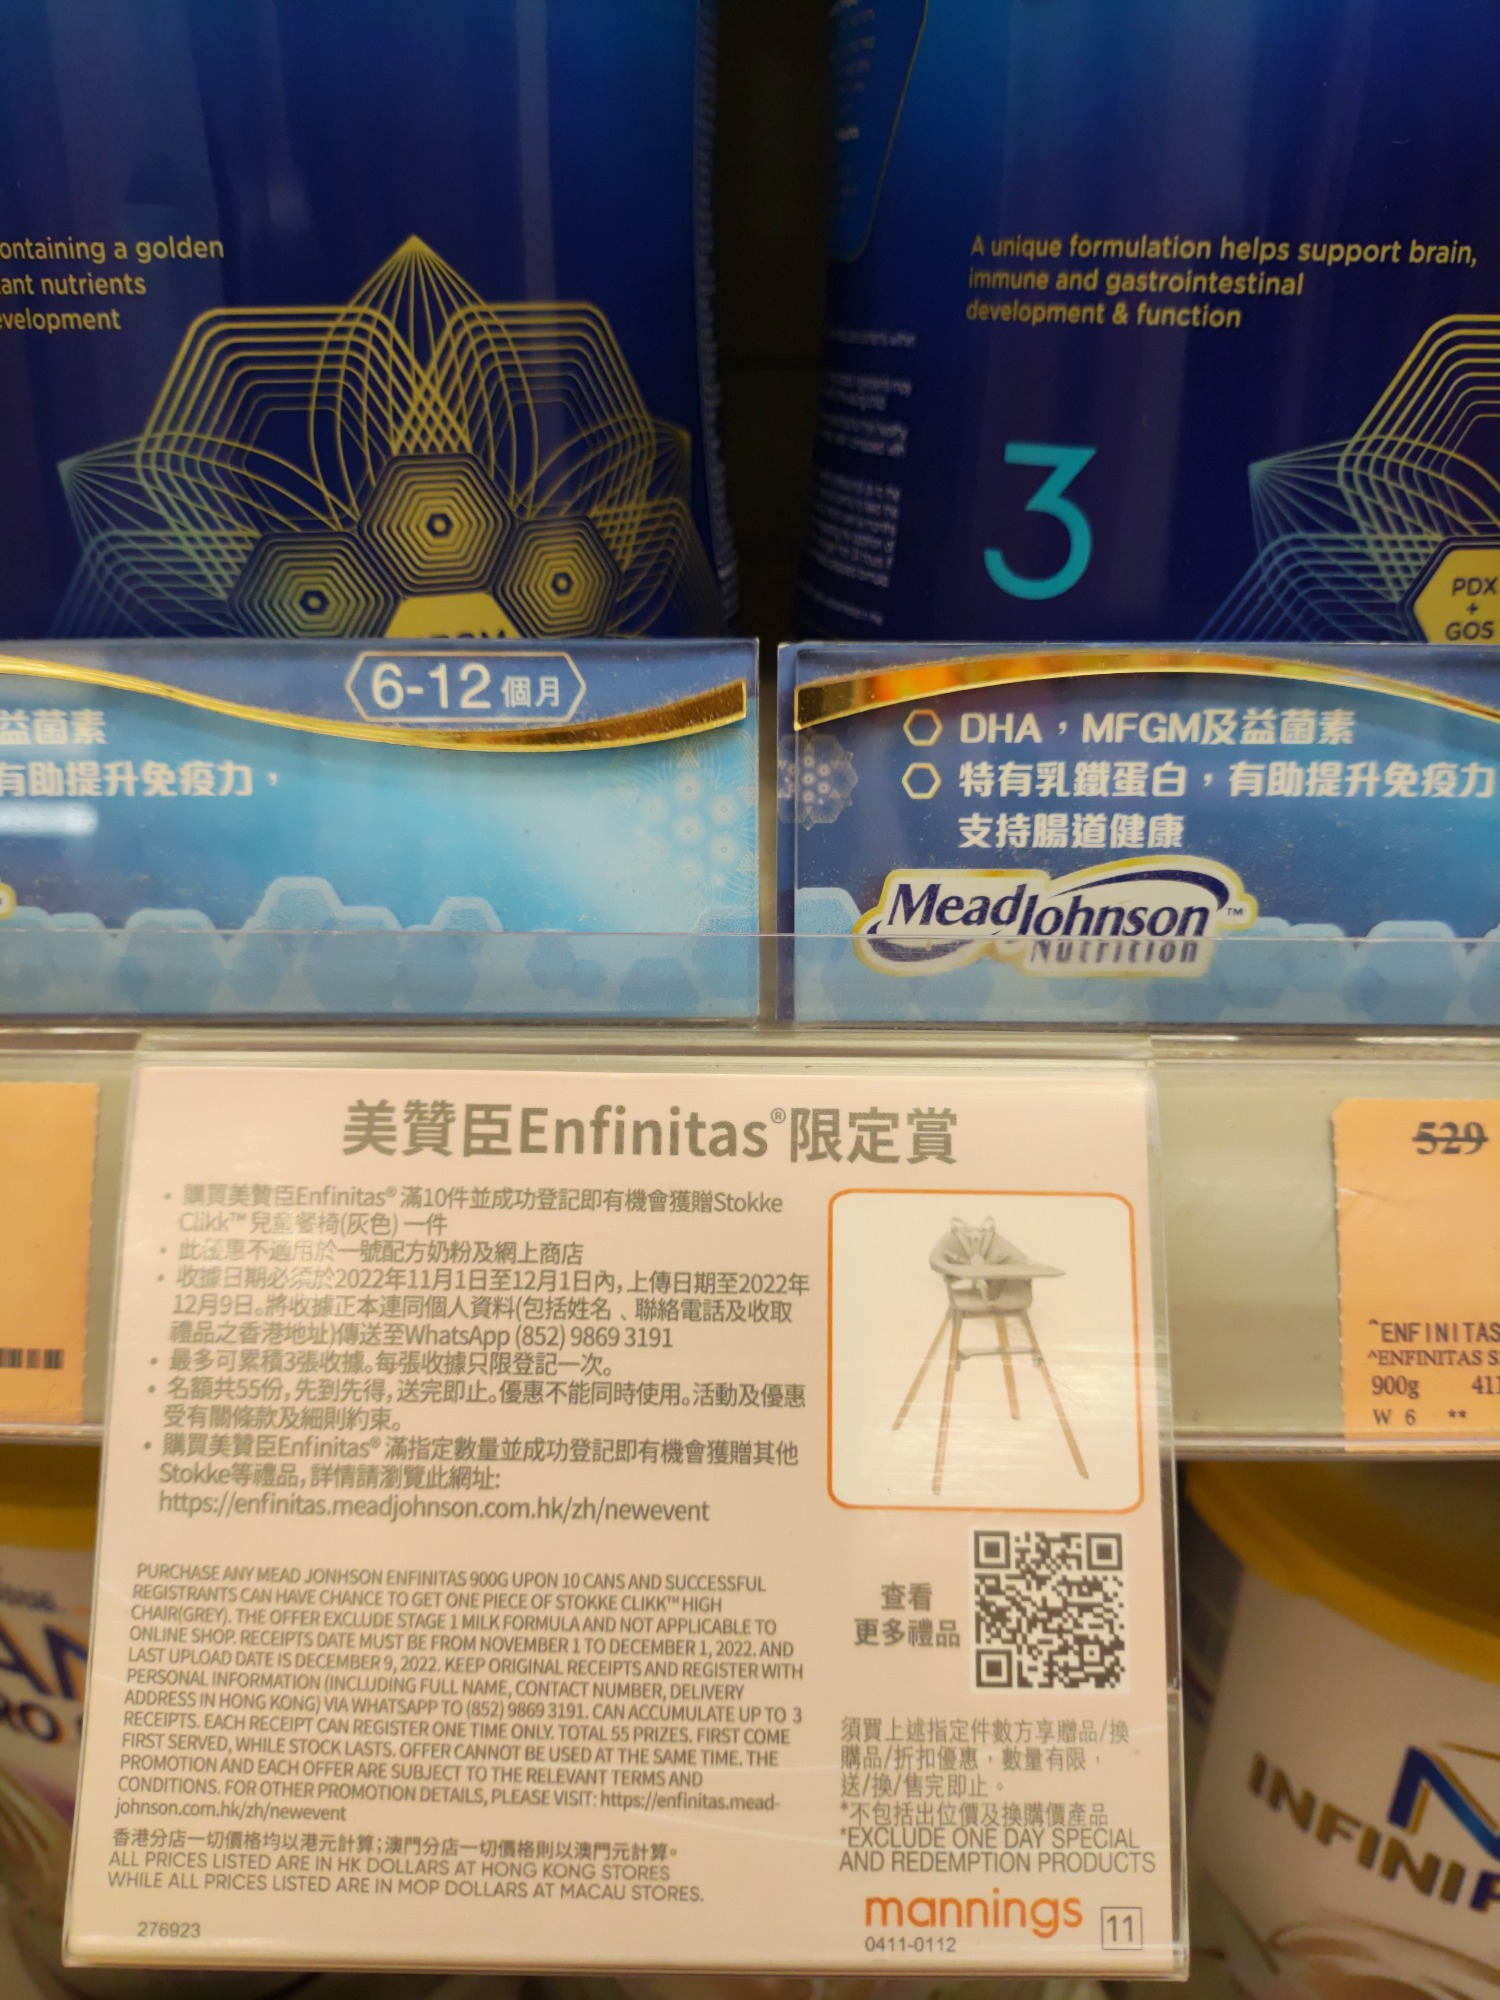 ontaining a golden
ant nutrients
evelopment
A unique formulation helps support brain,
immune and gastrointestinal
development & function
3
PDX
+
GOS
6-12 個月
益菌素
有助提升免疫力，
DHA，MFGM及益菌素
特有乳鐵蛋白，有助提升免疫力
支持腸道健康
MeadJohnson™
Nutrition
美贊臣Enfinitas®限定賞
• 購買美贊臣Enfinitas®滿10件並成功登記即有機會獲贈Stokke
Clikk™ 兒童餐椅(灰色) 一件
• 此優惠不適用於一號配方奶粉及網上商店
• 收據日期必須於2022年11月1日至12月1日內，上傳日期至2022年
12月9日。將收據正本連同個人資料(包括姓名、聯絡電話及收取
禮品之香港地址)傳送至WhatsApp (852) 9869 3191
• 最多可累積3張收據。每張收據只限登記一次。
• 名額共55份，先到先得，送完即止。優惠不能同時使用。活動及優惠
受有關條款及細則約束。
• 購買美贊臣Enfinitas®滿指定數量並成功登記即有機會獲贈其他
Stokke等禮品，詳情請瀏覽此網址:
https://enfinitas.meadjohnson.com.hk/zh/newevent
PURCHASE ANY MEAD JONHSON ENFINITAS 900G UPON 10 CANS AND SUCCESSFUL
REGISTRANTS CAN HAVE CHANCE TO GET ONE PIECE OF STOKKE CLIKK™ HIGH
CHAIR(GREY). THE OFFER EXCLUDE STAGE 1 MILK FORMULA AND NOT APPLICABLE TO
ONLINE SHOP. RECEIPTS DATE MUST BE FROM NOVEMBER 1 TO DECEMBER 1, 2022. AND
LAST UPLOAD DATE IS DECEMBER 9, 2022. KEEP ORIGINAL RECEIPTS AND REGISTER WITH
PERSONAL INFORMATION (INCLUDING FULL NAME, CONTACT NUMBER, DELIVERY
ADDRESS IN HONG KONG) VIA WHATSAPP TO (852) 9869 3191. CAN ACCUMULATE UP TO 3
RECEIPTS. EACH RECEIPT CAN REGISTER ONE TIME ONLY. TOTAL 55 PRIZES. FIRST COME
FIRST SERVED, WHILE STOCK LASTS. OFFER CANNOT BE USED AT THE SAME TIME. THE
PROMOTION AND EACH OFFER ARE SUBJECT TO THE RELEVANT TERMS AND
CONDITIONS. FOR OTHER PROMOTION DETAILS, PLEASE VISIT: https://enfinitas.mead-
johnson.com.hk/zh/newevent
香港分店一切價格均以港元計算；澳門分店一切價格則以澳門元計算。
ALL PRICES LISTED ARE IN HK DOLLARS AT HONG KONG STORES
WHILE ALL PRICES LISTED ARE IN MOP DOLLARS AT MACAU STORES.
276923
查看
更多禮品
須買上述指定件數方享贈品/換
購品/折扣優惠，數量有限，
送/換/售完即止。
*不包括出位價及換購價產品
*EXCLUDE ONE DAY SPECIAL
AND REDEMPTION PRODUCTS
mannings
0411-0112
11
529
^ENFINITAS
^ENFINITAS S
900g 411
W 6 **
INFINI